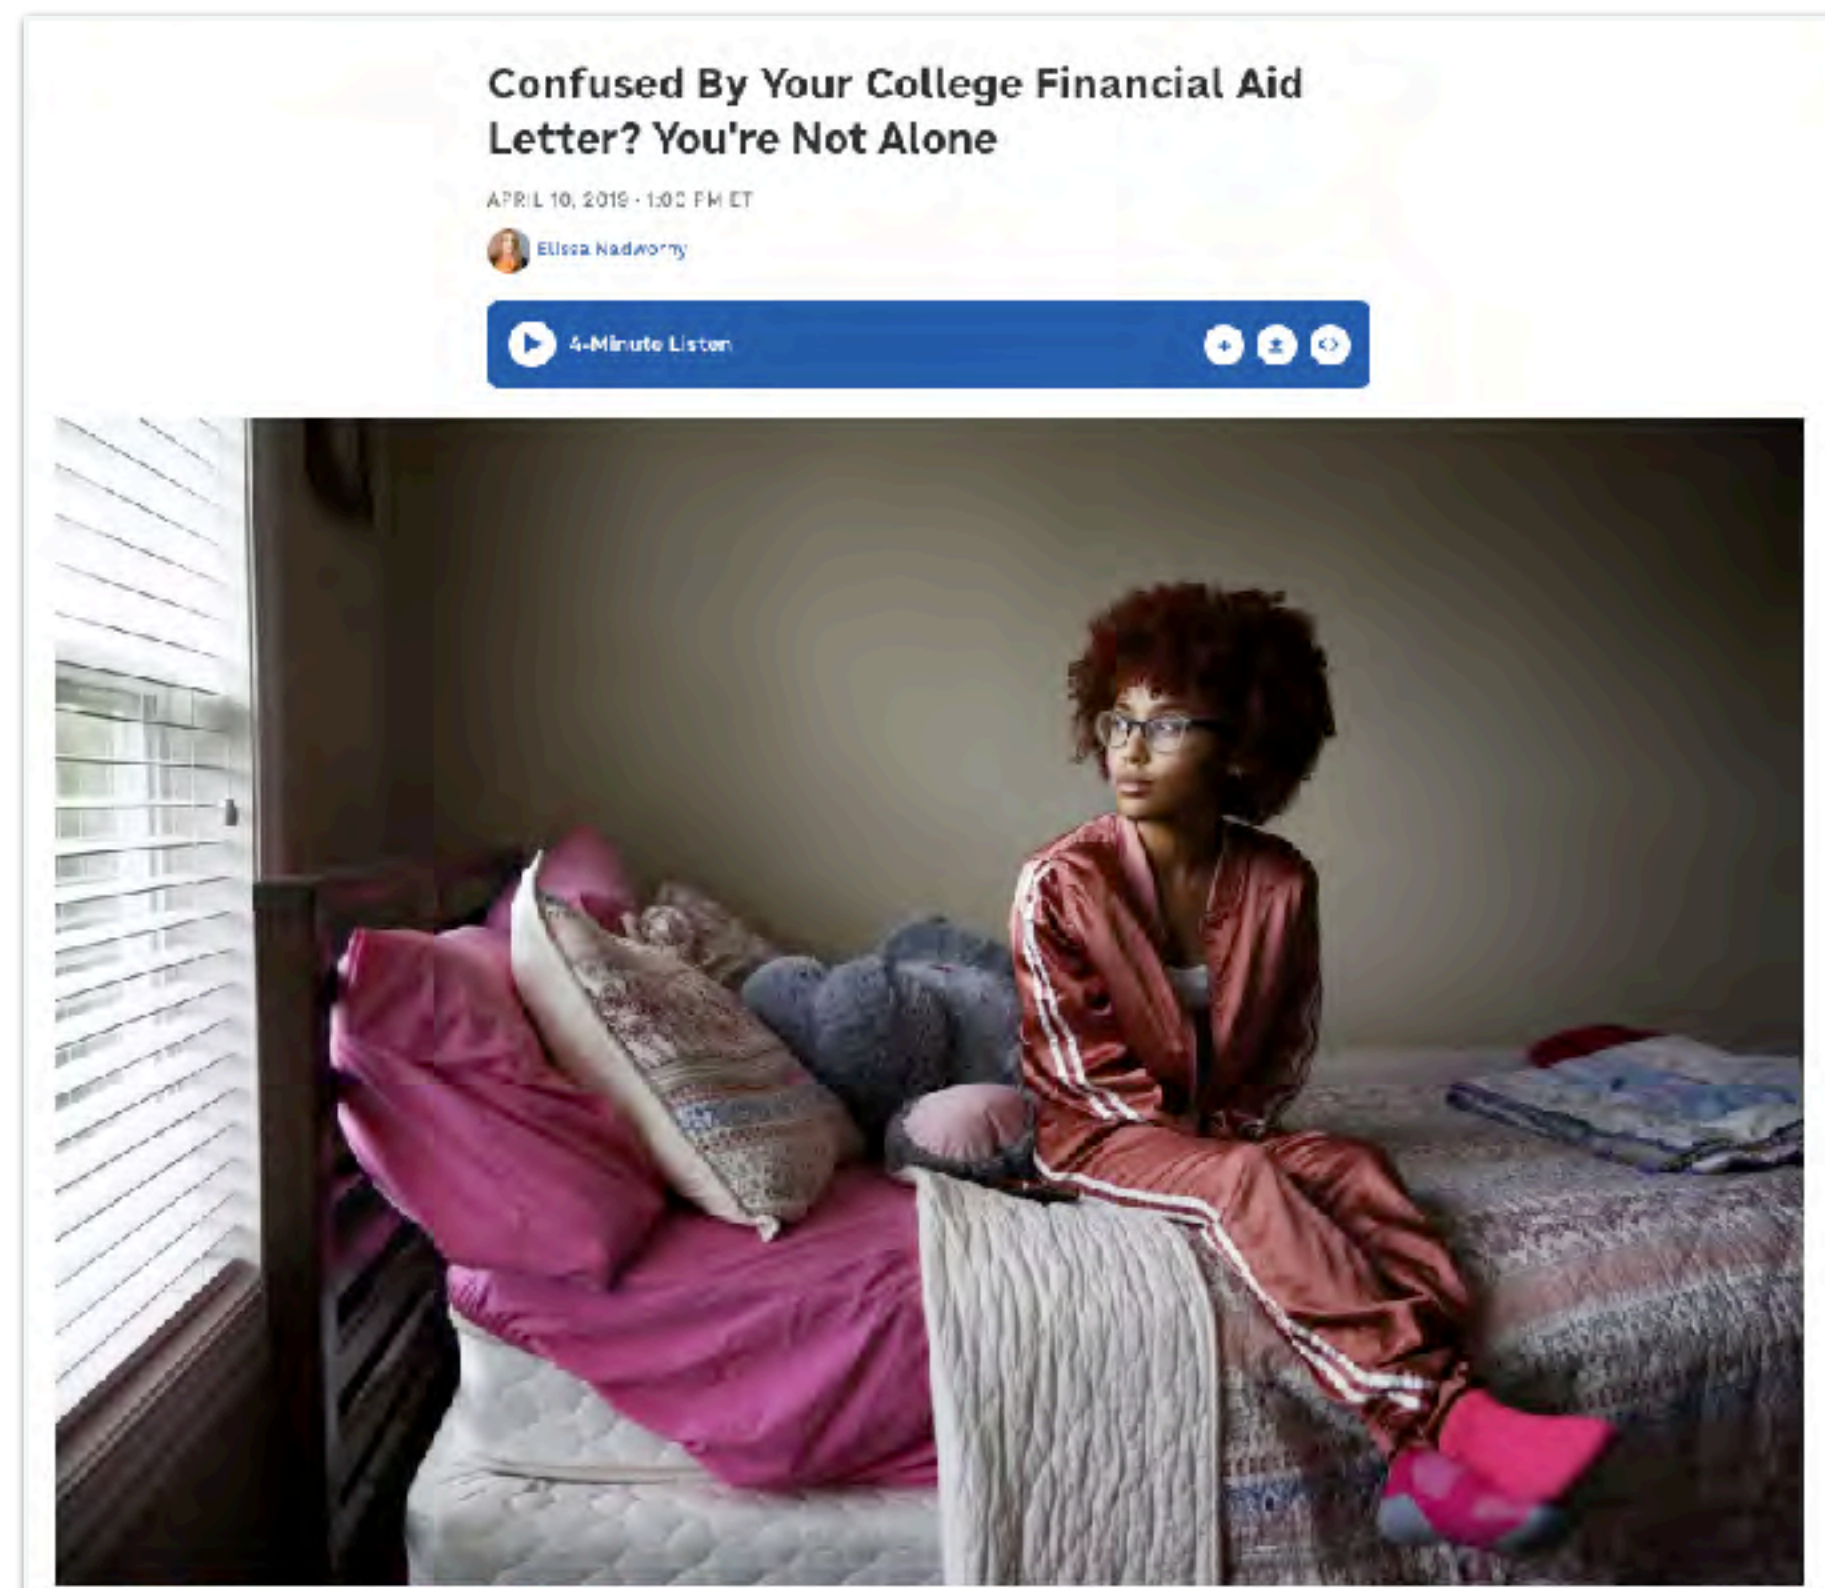 Confused By Your College Financial Aid
Letter? You're Not Alone
APRIL 10, 2019 · 1:00 PM ET
Elissa Nadworny
4-Minute Listen